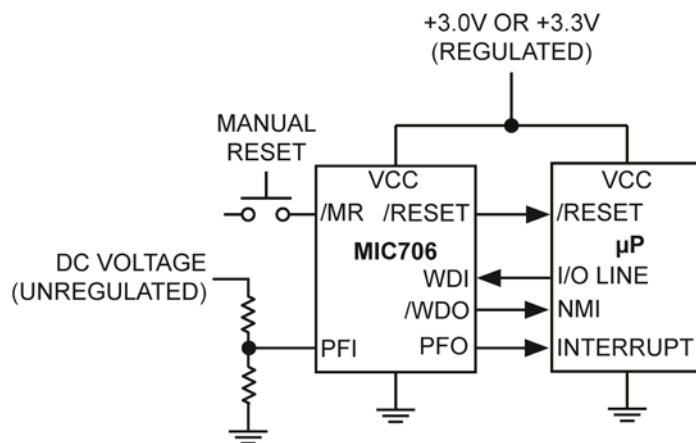 +3.0V OR +3.3V
(REGULATED)
MANUAL
RESET
VCC
VCC
/MR
/RESET
/RESET
MIC706
µP
DC VOLTAGE
(UNREGULATED)
WDI
I/O LINE
/WDO
NMI
PFI
PFO
INTERRUPT